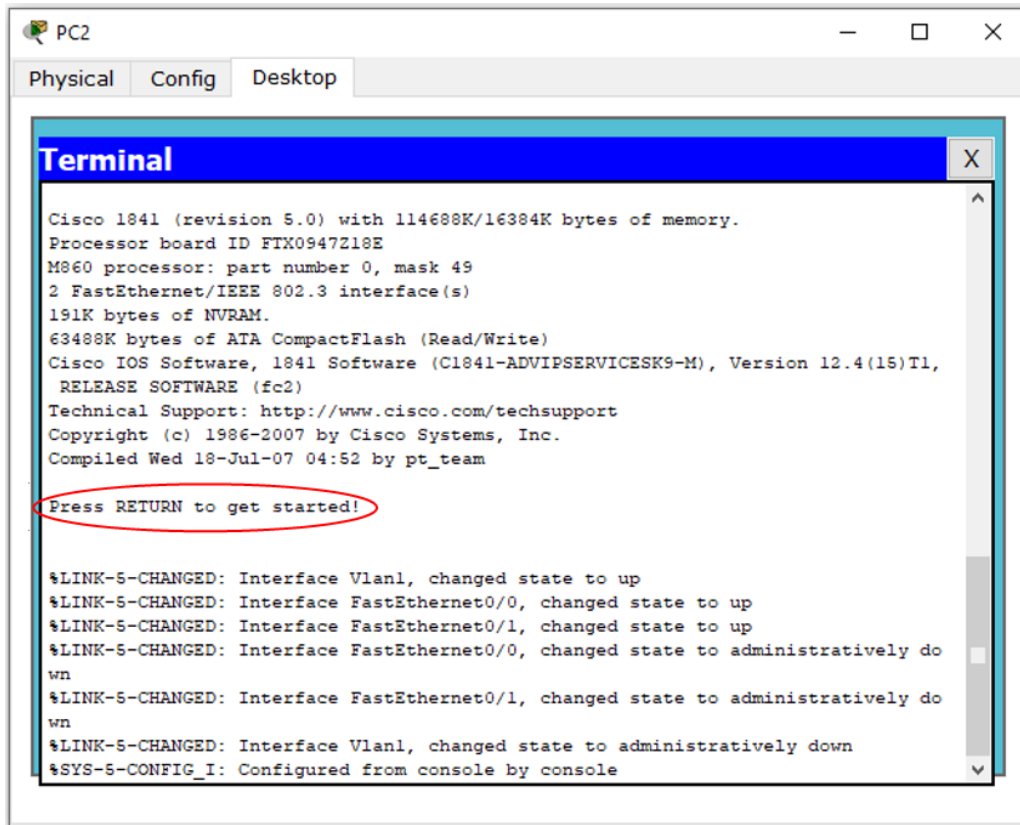 PC2
Physical Config Desktop
Terminal
X
Cisco 1841 (revision 5.0) with 114688K/16384K bytes of memory.
Processor board ID FTX0947Z18E
M860 processor: part number 0, mask 49
2 FastEthernet/IEEE 802.3 interface(s)
191K bytes of NVRAM.
63488K bytes of ATA CompactFlash (Read/Write)
Cisco IOS Software, 1841 Software (C1841-ADVIPSERVICESK9-M), Version 12.4(15)T1,
RELEASE SOFTWARE (fc2)
Technical Support: http://www.cisco.com/techsupport
Copyright (c) 1986-2007 by Cisco Systems, Inc.
Compiled Wed 18-Jul-07 04:52 by pt_team
Press RETURN to get started!
%LINK-5-CHANGED: Interface Vlan1, changed state to up
%LINK-5-CHANGED: Interface FastEthernet0/0, changed state to up
%LINK-5-CHANGED: Interface FastEthernet0/1, changed state to up
%LINK-5-CHANGED: Interface FastEthernet0/0, changed state to administratively do
wn
%LINK-5-CHANGED: Interface FastEthernet0/1, changed state to administratively do
wn
%LINK-5-CHANGED: Interface Vlan1, changed state to administratively down
%SYS-5-CONFIG_I: Configured from console by console